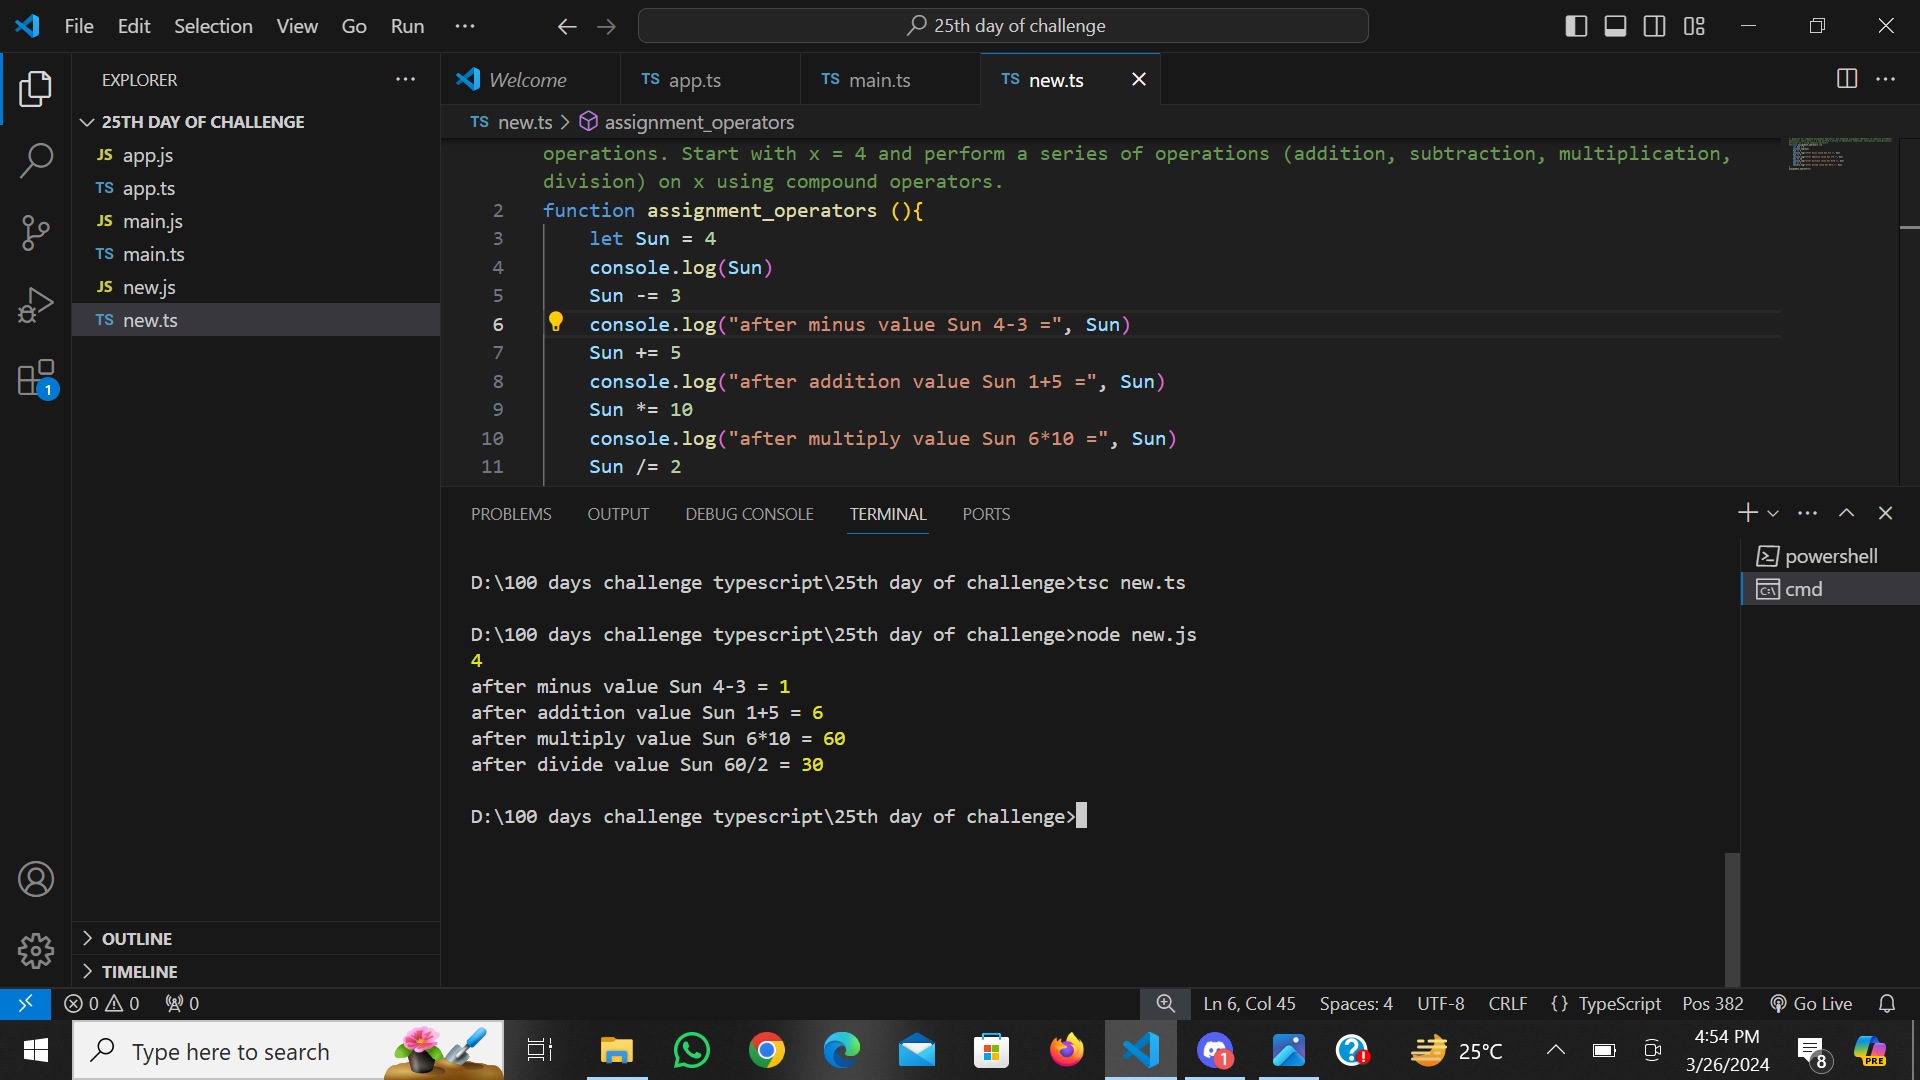 File Edit Selection View Go Run ··· 25th day of challenge
EXPLORER ···
25TH DAY OF CHALLENGE
JS app.js
TS app.ts
JS main.js
TS main.ts
JS new.js
TS new.ts
1
OUTLINE
TIMELINE
Welcome TS app.ts TS main.ts TS new.ts
TS new.ts > assignment_operators
operations. Start with x = 4 and perform a series of operations (addition, subtraction, multiplication,
division) on x using compound operators.
2 function assignment_operators (){
3 let Sun = 4
4 console.log(Sun)
5 Sun -= 3
6 console.log("after minus value Sun 4-3 =", Sun)
7 Sun += 5
8 console.log("after addition value Sun 1+5 =", Sun)
9 Sun *= 10
10 console.log("after multiply value Sun 6*10 =", Sun)
11 Sun /= 2
PROBLEMS OUTPUT DEBUG CONSOLE TERMINAL PORTS
powershell
cmd
D:\100 days challenge typescript\25th day of challenge>tsc new.ts
D:\100 days challenge typescript\25th day of challenge>node new.js
4
after minus value Sun 4-3 = 1
after addition value Sun 1+5 = 6
after multiply value Sun 6*10 = 60
after divide value Sun 60/2 = 30
D:\100 days challenge typescript\25th day of challenge>
0 0 0 Ln 6, Col 45 Spaces: 4 UTF-8 CRLF {} TypeScript Pos 382 Go Live
Type here to search 1 25°C 4:54 PM 8 PRE
3/26/2024